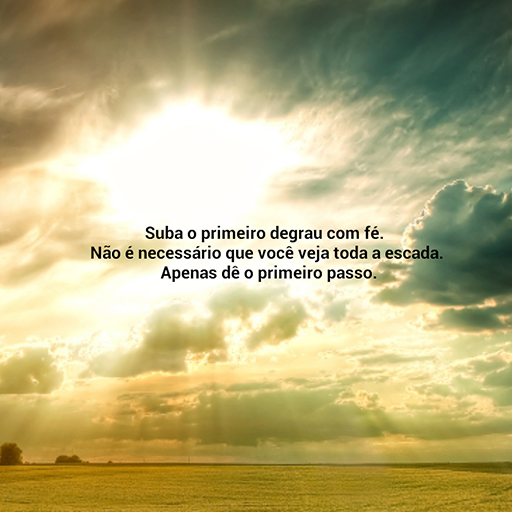 Suba o primeiro degrau com fé.
Não é necessário que você veja toda a escada.
Apenas dê o primeiro passo.